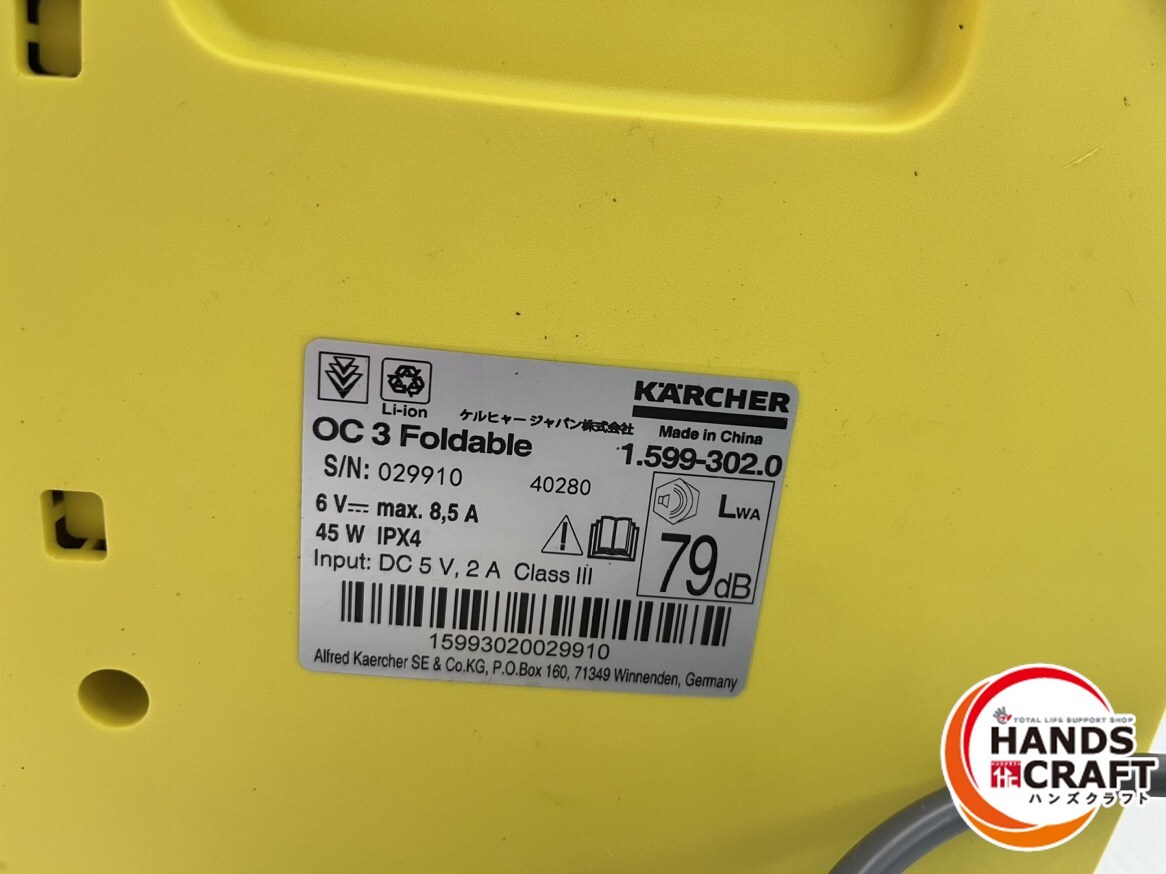 KÄRCHER
Li-ion
ケルヒャー ジャパン株式会社
Made in China
OC 3 Foldable
1.599-302.0
S/N: 029910
40280
6 V⎓ max. 8,5 A
45 W IPX4
Input: DC 5 V, 2 A Class III
LWA
79dB
15993020029910
Alfred Kaercher SE & Co.KG, P.O.Box 160, 71349 Winnenden, Germany
TOTAL LIFE SUPPORT SHOP
HANDS
CRAFT
ハンズクラフト